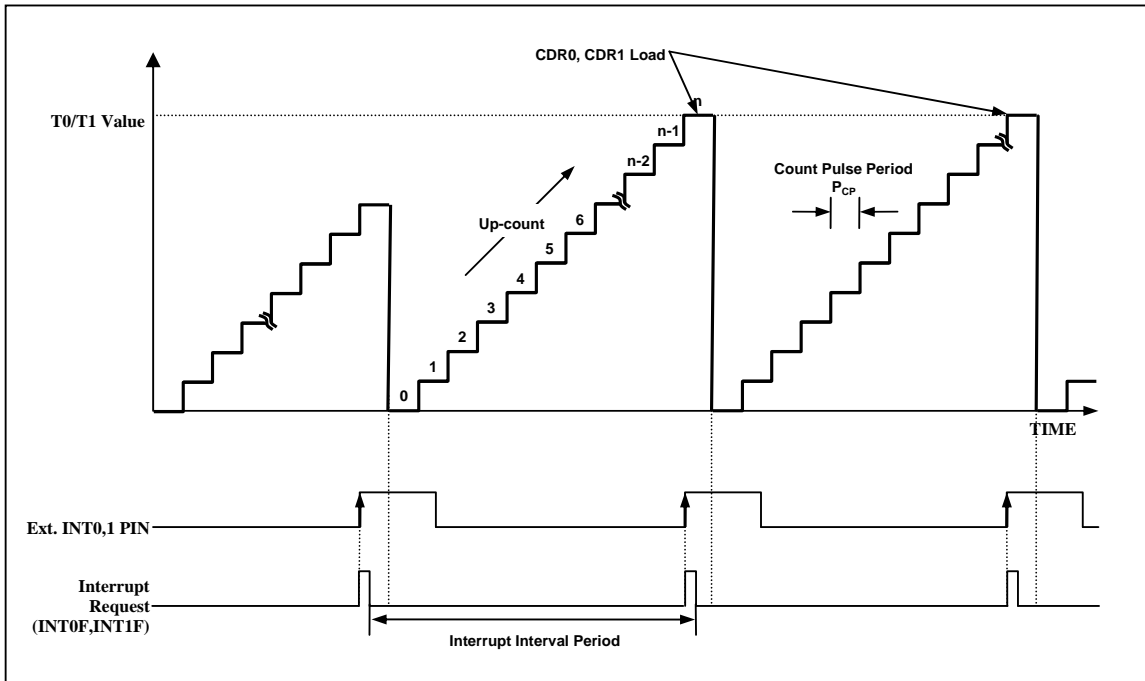 CDR0, CDR1 Load
n
T0/T1 Value
n-1
n-2
Count Pulse Period
PCP
Up-count
6
5
4
3
2
1
0
TIME
Ext. INT0,1 PIN
Interrupt
Request
(INT0F,INT1F)
Interrupt Interval Period